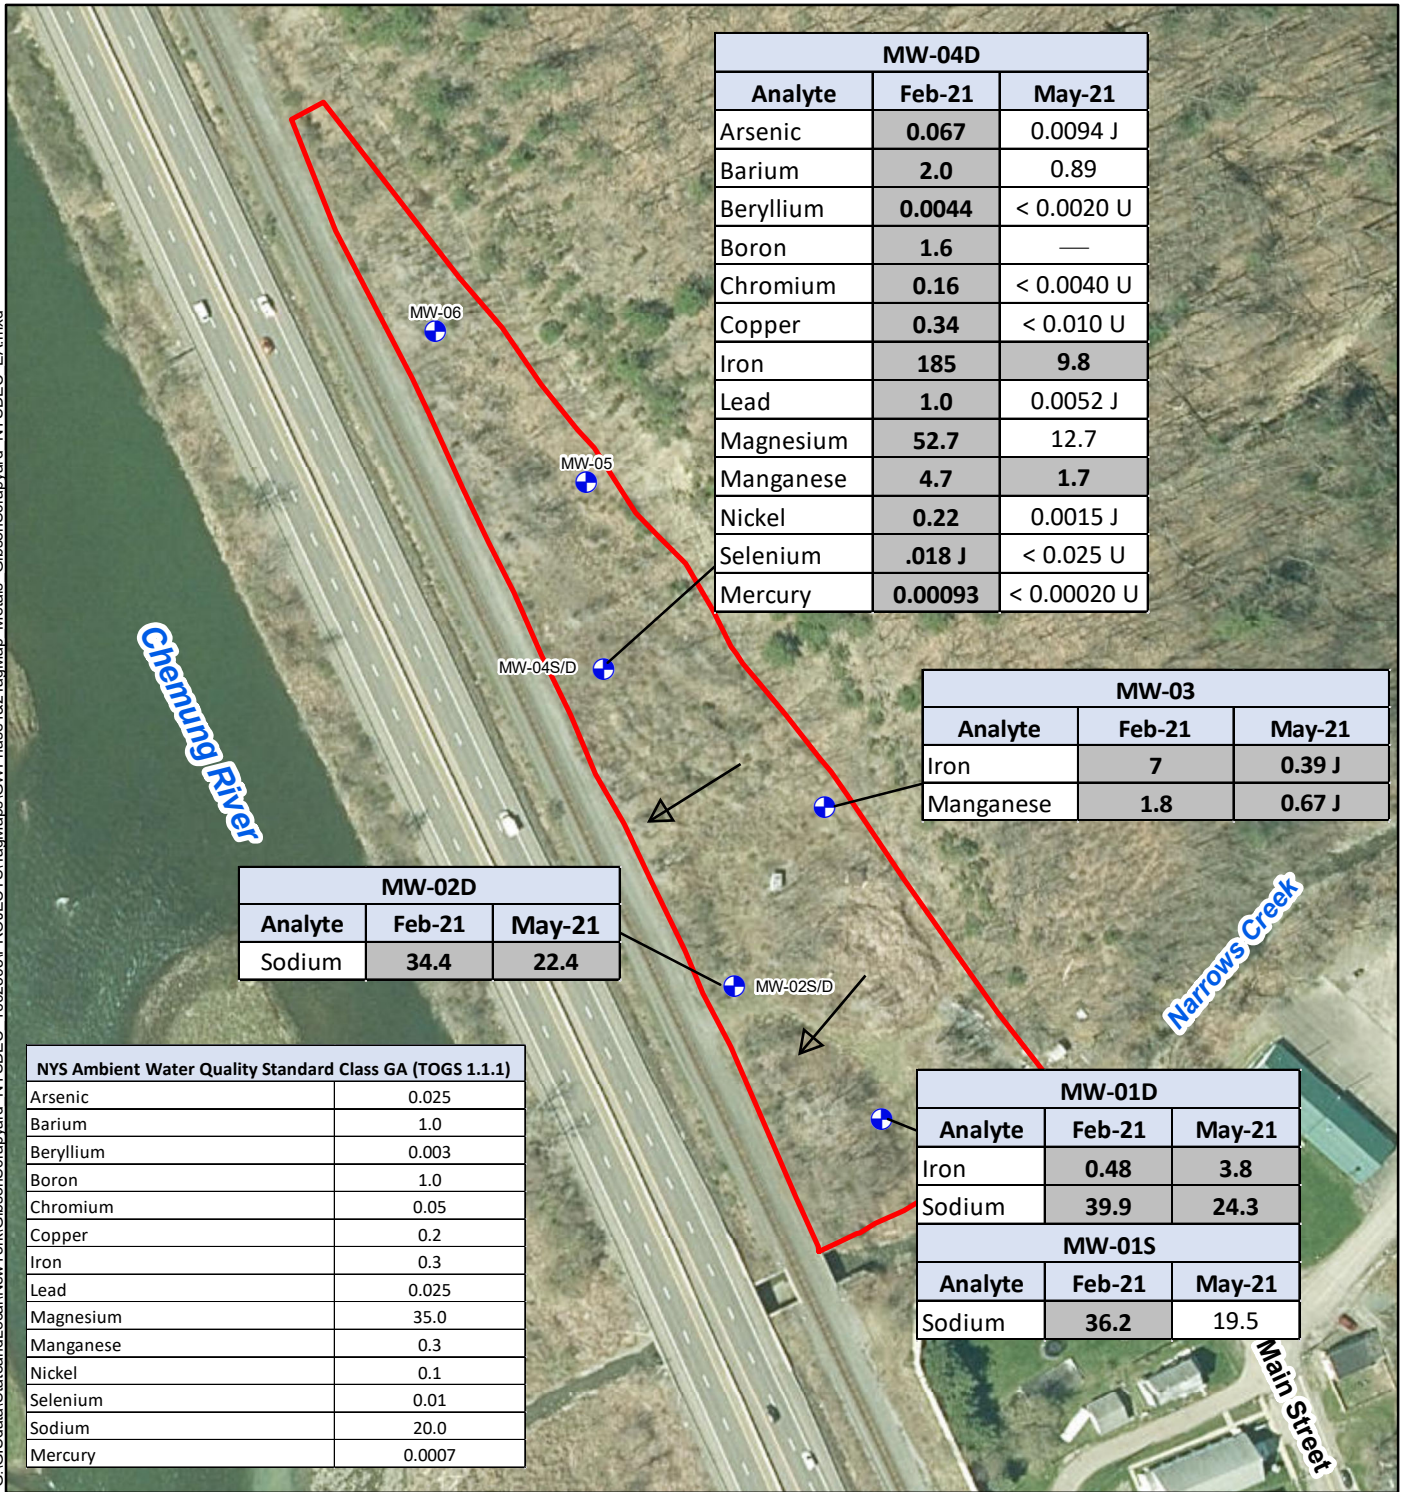 MW-04D
Analyte Feb-21 May-21
Arsenic 0.067 0.0094 J
Barium 2.0 0.89
Beryllium 0.0044 < 0.0020 U
Boron 1.6 —
Chromium 0.16 < 0.0040 U
Copper 0.34 < 0.010 U
Iron 185 9.8
Lead 1.0 0.0052 J
Magnesium 52.7 12.7
Manganese 4.7 1.7
Nickel 0.22 0.0015 J
Selenium .018 J < 0.025 U
Mercury 0.00093 < 0.00020 U
MW-06
MW-05
MW-04S/D
Chemung River
MW-03
Analyte Feb-21 May-21
Iron 7 0.39 J
Manganese 1.8 0.67 J
MW-02D
Analyte Feb-21 May-21
Sodium 34.4 22.4
MW-02S/D
Narrows Creek
NYS Ambient Water Quality Standard Class GA (TOGS 1.1.1)
Arsenic 0.025
Barium 1.0
Beryllium 0.003
Boron 1.0
Chromium 0.05
Copper 0.2
Iron 0.3
Lead 0.025
Magnesium 35.0
Manganese 0.3
Nickel 0.1
Selenium 0.01
Sodium 20.0
Mercury 0.0007
MW-01D
Analyte Feb-21 May-21
Iron 0.48 3.8
Sodium 39.9 24.3
MW-01S
Analyte Feb-21 May-21
Sodium 36.2 19.5
Main Street